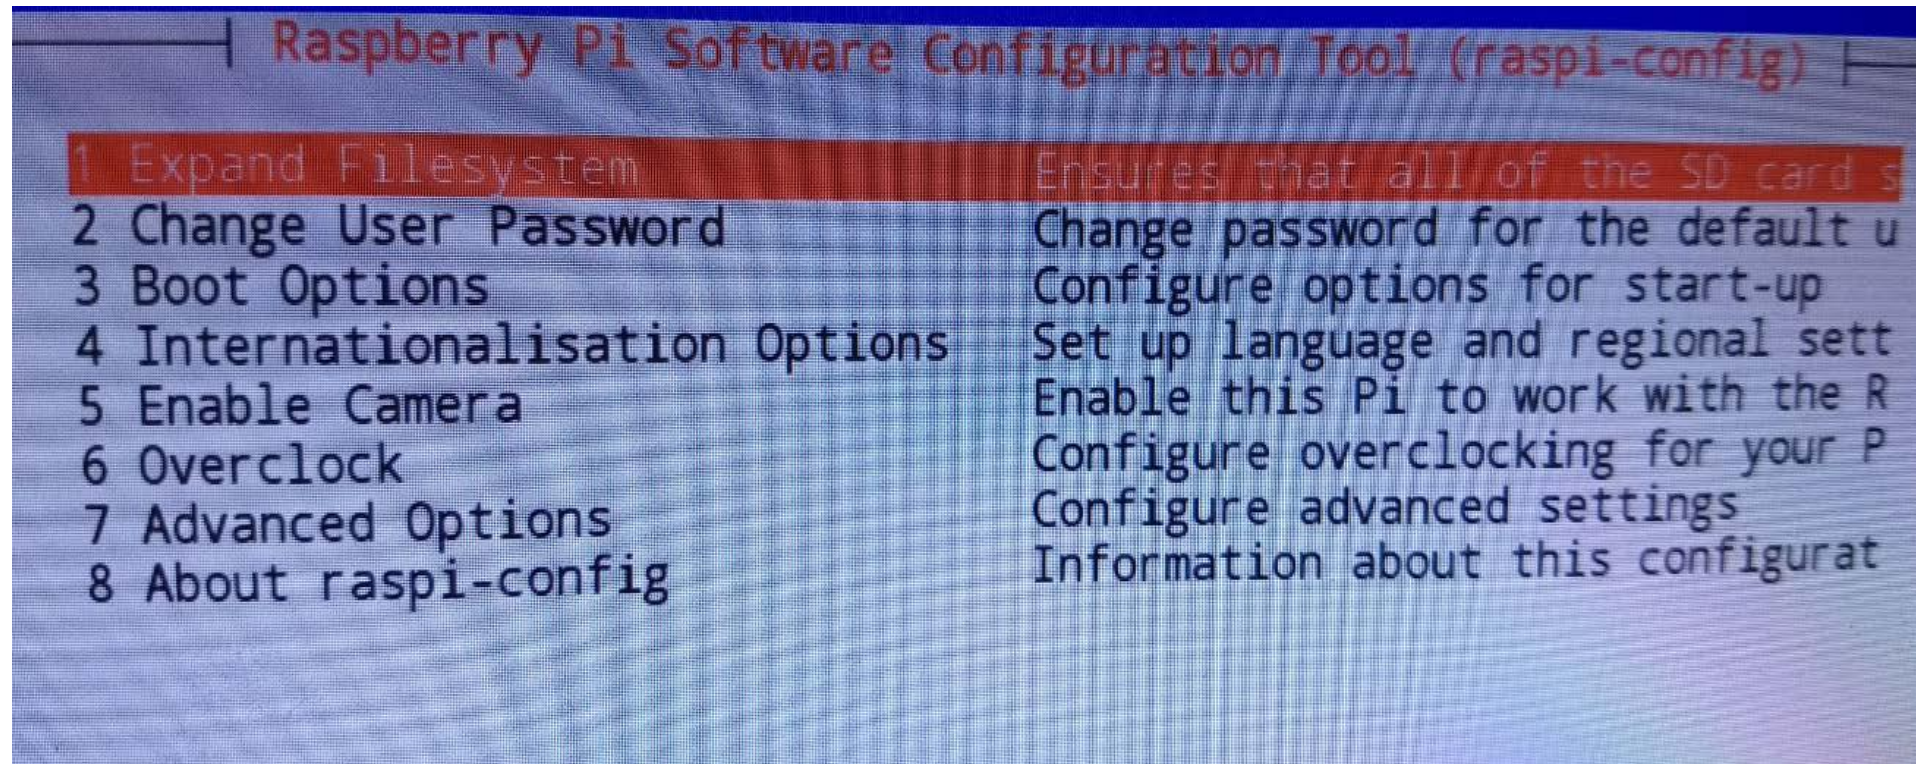 Raspberry Pi Software Configuration Tool (raspi-config)
1 Expand Filesystem Ensures that all of the SD card s
2 Change User Password Change password for the default u
3 Boot Options Configure options for start-up
4 Internationalisation Options Set up language and regional sett
5 Enable Camera Enable this Pi to work with the R
6 Overclock Configure overclocking for your P
7 Advanced Options Configure advanced settings
8 About raspi-config Information about this configurat